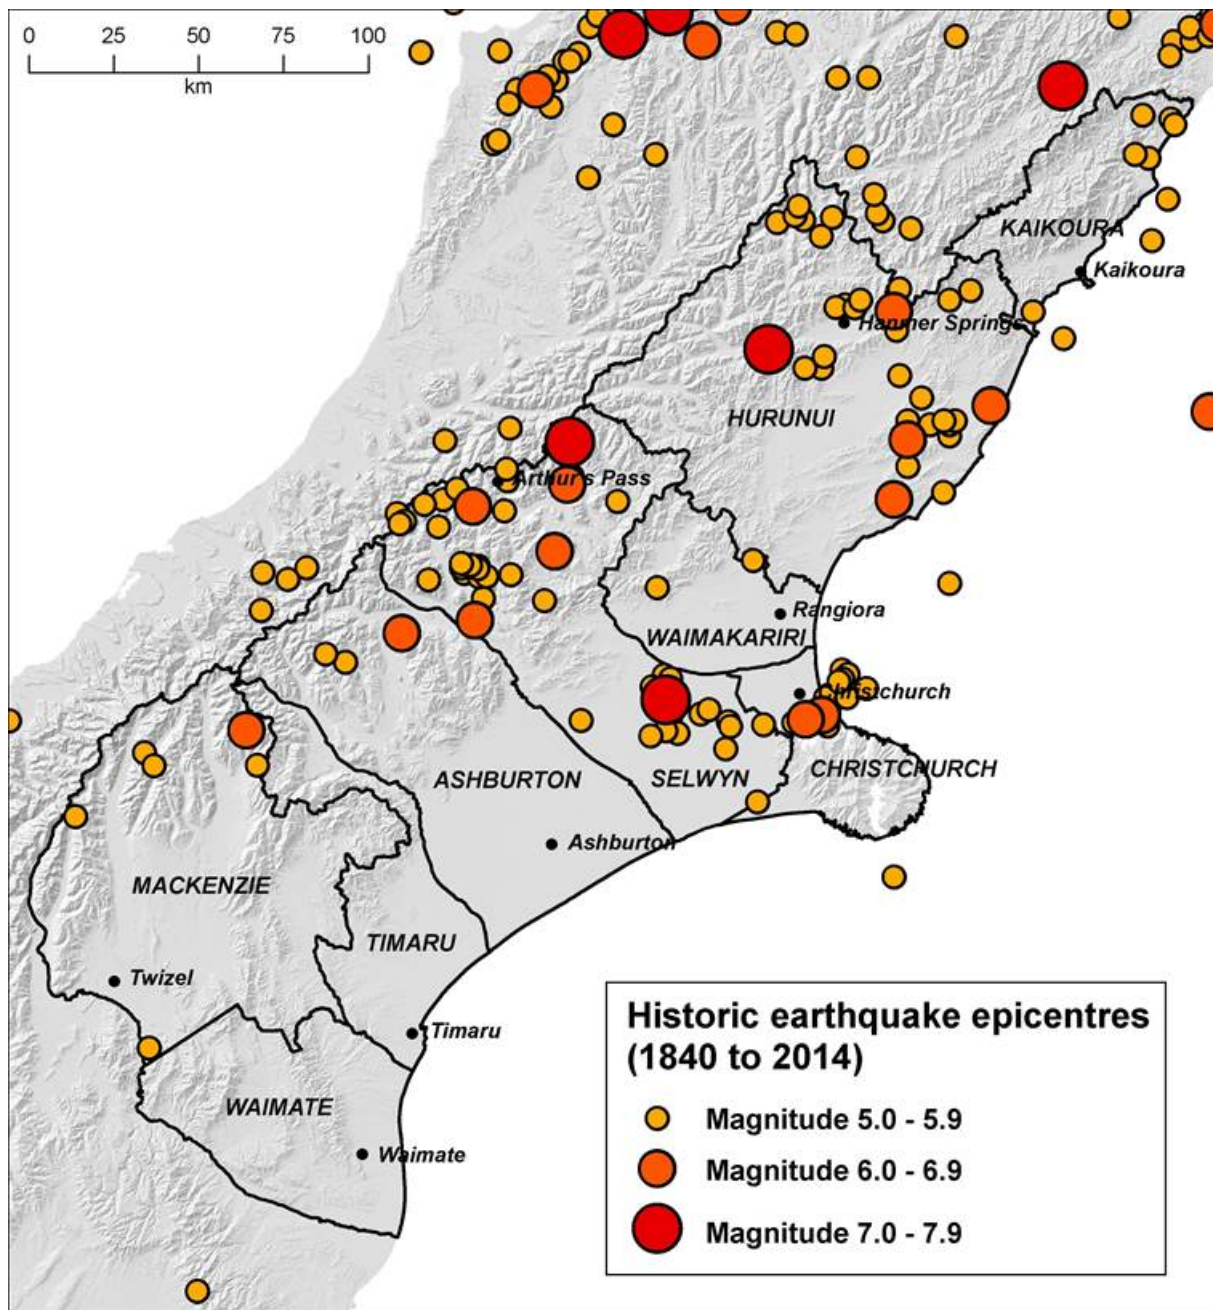 0 25 50 75 100
km
KAIKOURA
Kaikoura
Hanmer Springs
HURUNUI
Arthur's Pass
Rangiora
WAIMAKARIRI
Christchurch
CHRISTCHURCH
SELWYN
ASHBURTON
Ashburton
MACKENZIE
TIMARU
Twizel
Timaru
WAIMATE
Waimate
Historic earthquake epicentres
(1840 to 2014)
Magnitude 5.0 - 5.9
Magnitude 6.0 - 6.9
Magnitude 7.0 - 7.9